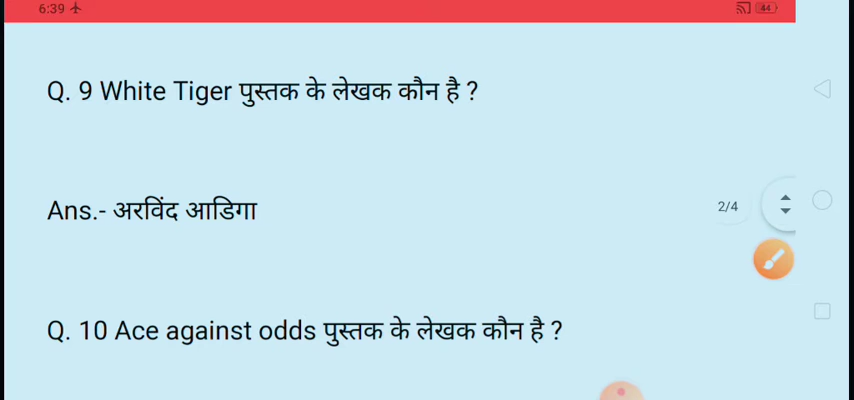 6:39
44
Q. 9 White Tiger पुस्तक के लेखक कौन है ?
Ans.- अरविंद आडिगा
2/4
Q. 10 Ace against odds पुस्तक के लेखक कौन है ?